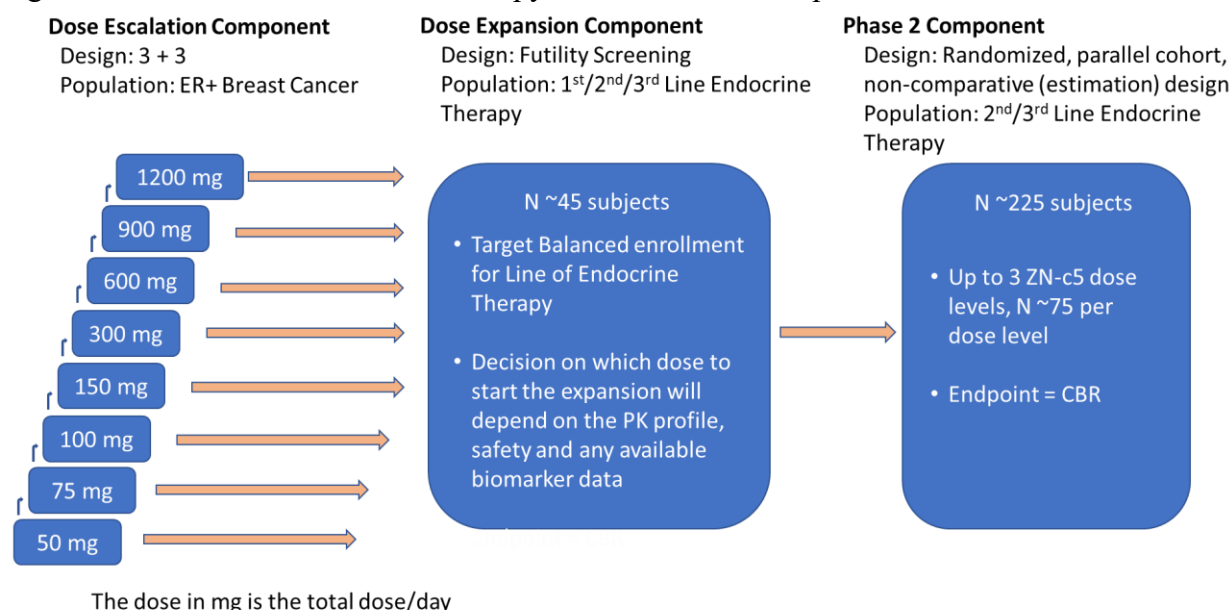 Dose Escalation Component
Design: 3 + 3
Population: ER+ Breast Cancer
Dose Expansion Component
Design: Futility Screening
Population: 1st/2nd/3rd Line Endocrine
Therapy
Phase 2 Component
Design: Randomized, parallel cohort,
non-comparative (estimation) design
Population: 2nd/3rd Line Endocrine
Therapy
1200 mg
900 mg
600 mg
300 mg
150 mg
100 mg
75 mg
50 mg
N ~45 subjects
• Target Balanced enrollment
for Line of Endocrine
Therapy
• Decision on which dose to
start the expansion will
depend on the PK profile,
safety and any available
biomarker data
N ~225 subjects
• Up to 3 ZN-c5 dose
levels, N ~75 per
dose level
• Endpoint = CBR
The dose in mg is the total dose/day